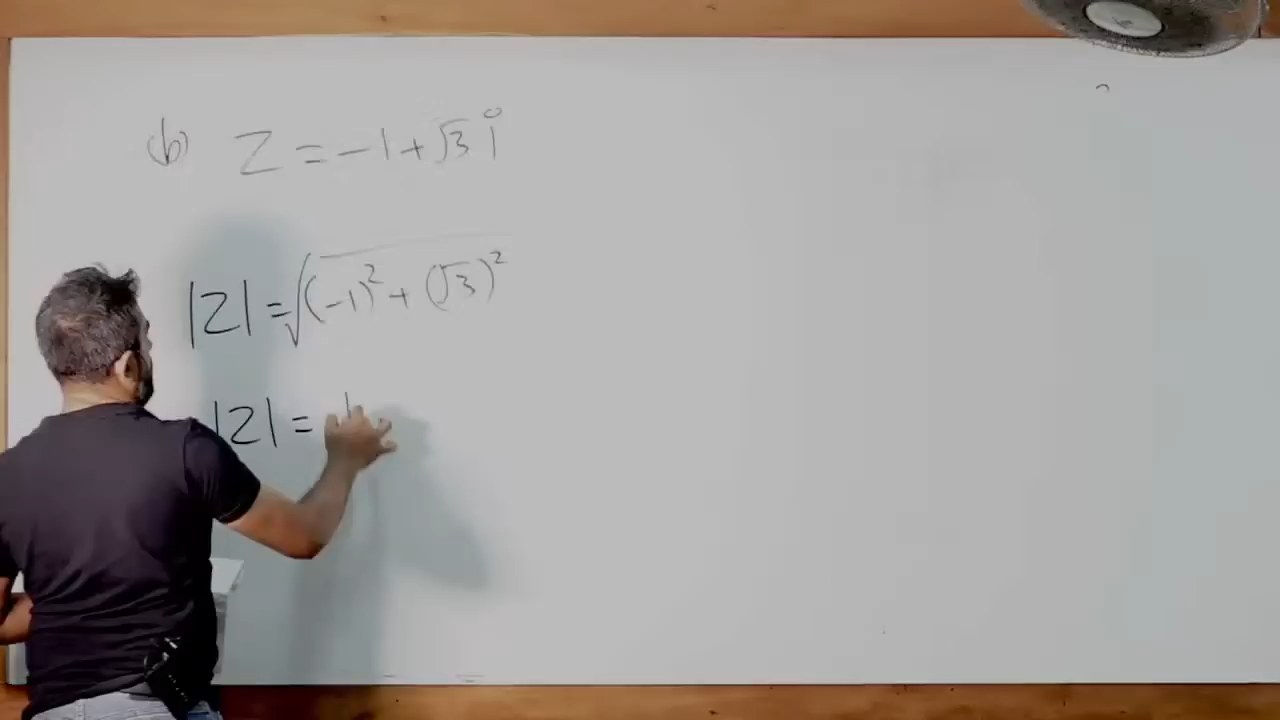 (b) Z = -1 + √3 i
|Z| = √((-1)² + (√3)²)
|Z| =